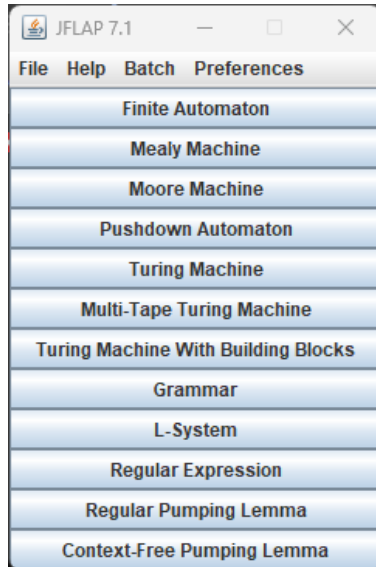 JFLAP 7.1
File Help Batch Preferences
Finite Automaton
Mealy Machine
Moore Machine
Pushdown Automaton
Turing Machine
Multi-Tape Turing Machine
Turing Machine With Building Blocks
Grammar
L-System
Regular Expression
Regular Pumping Lemma
Context-Free Pumping Lemma